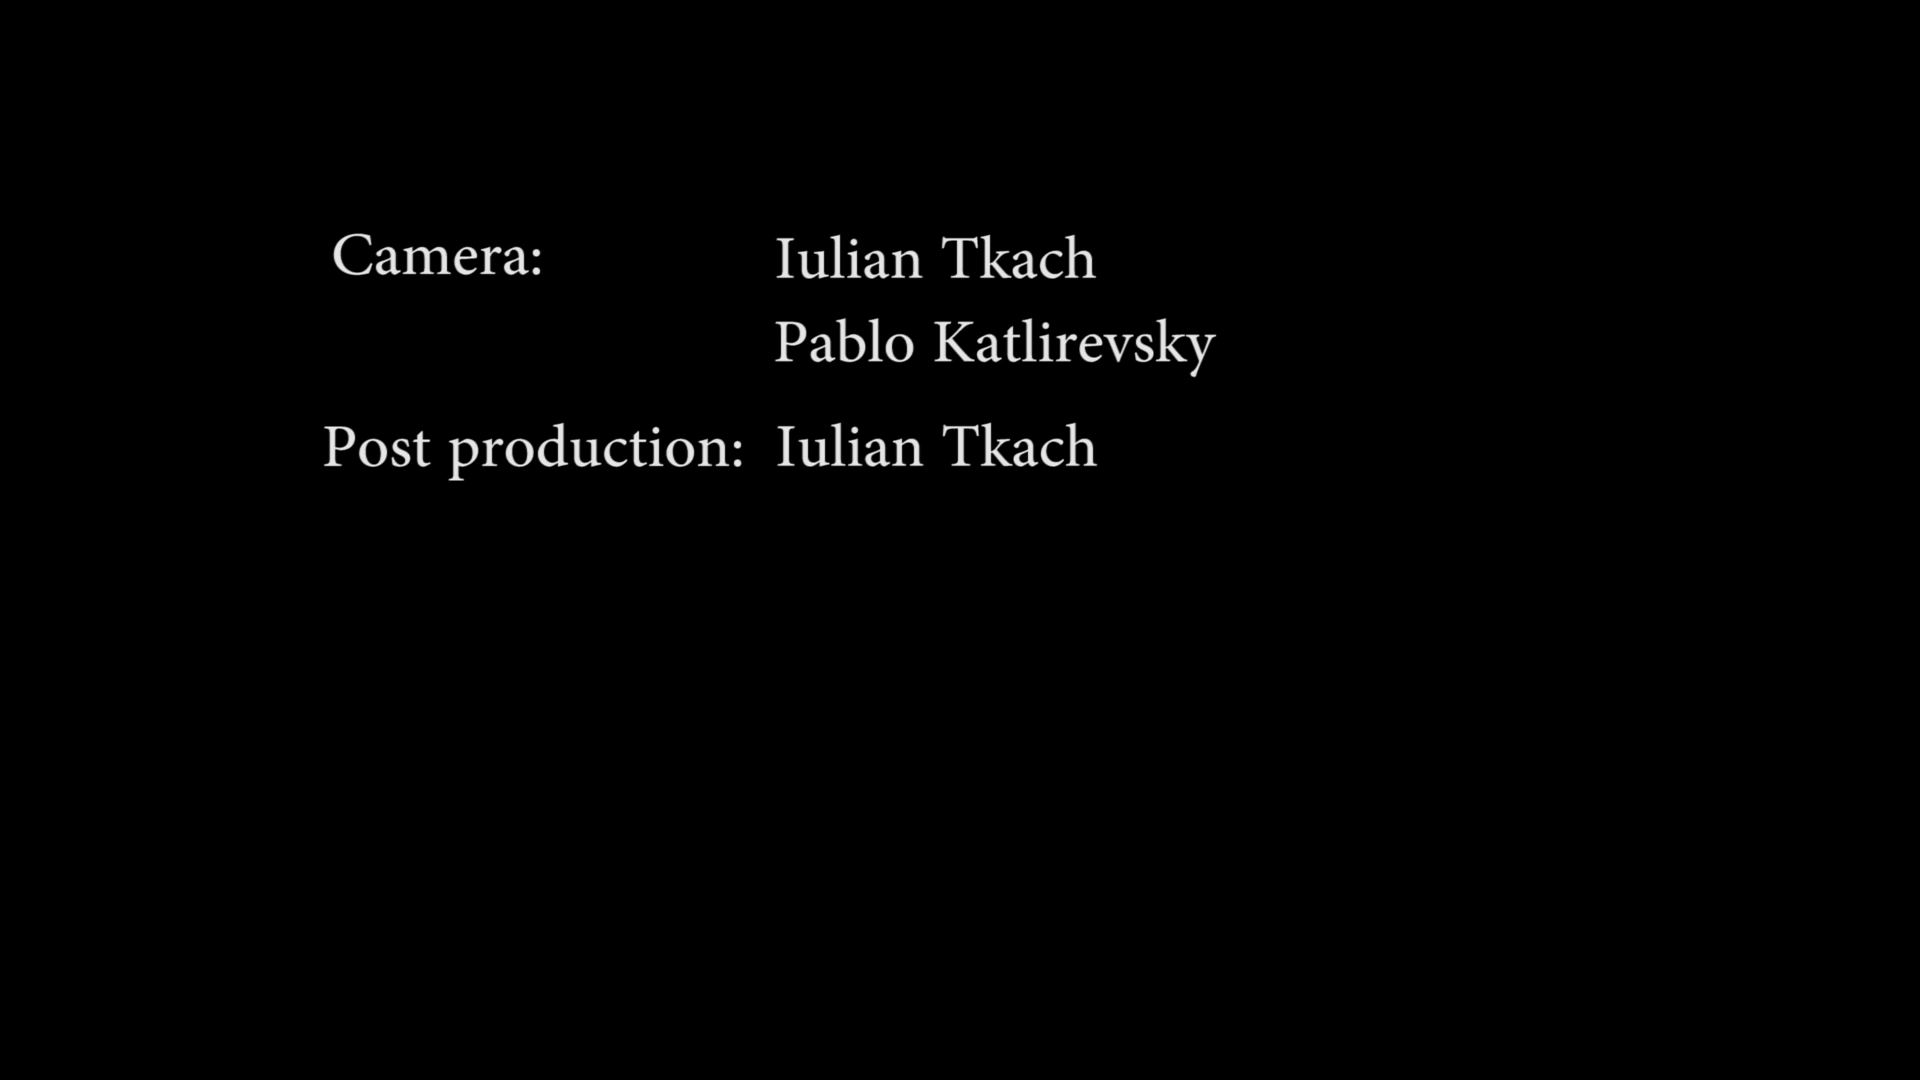 Camera: Iulian Tkach
Pablo Katlirevsky
Post production: Iulian Tkach